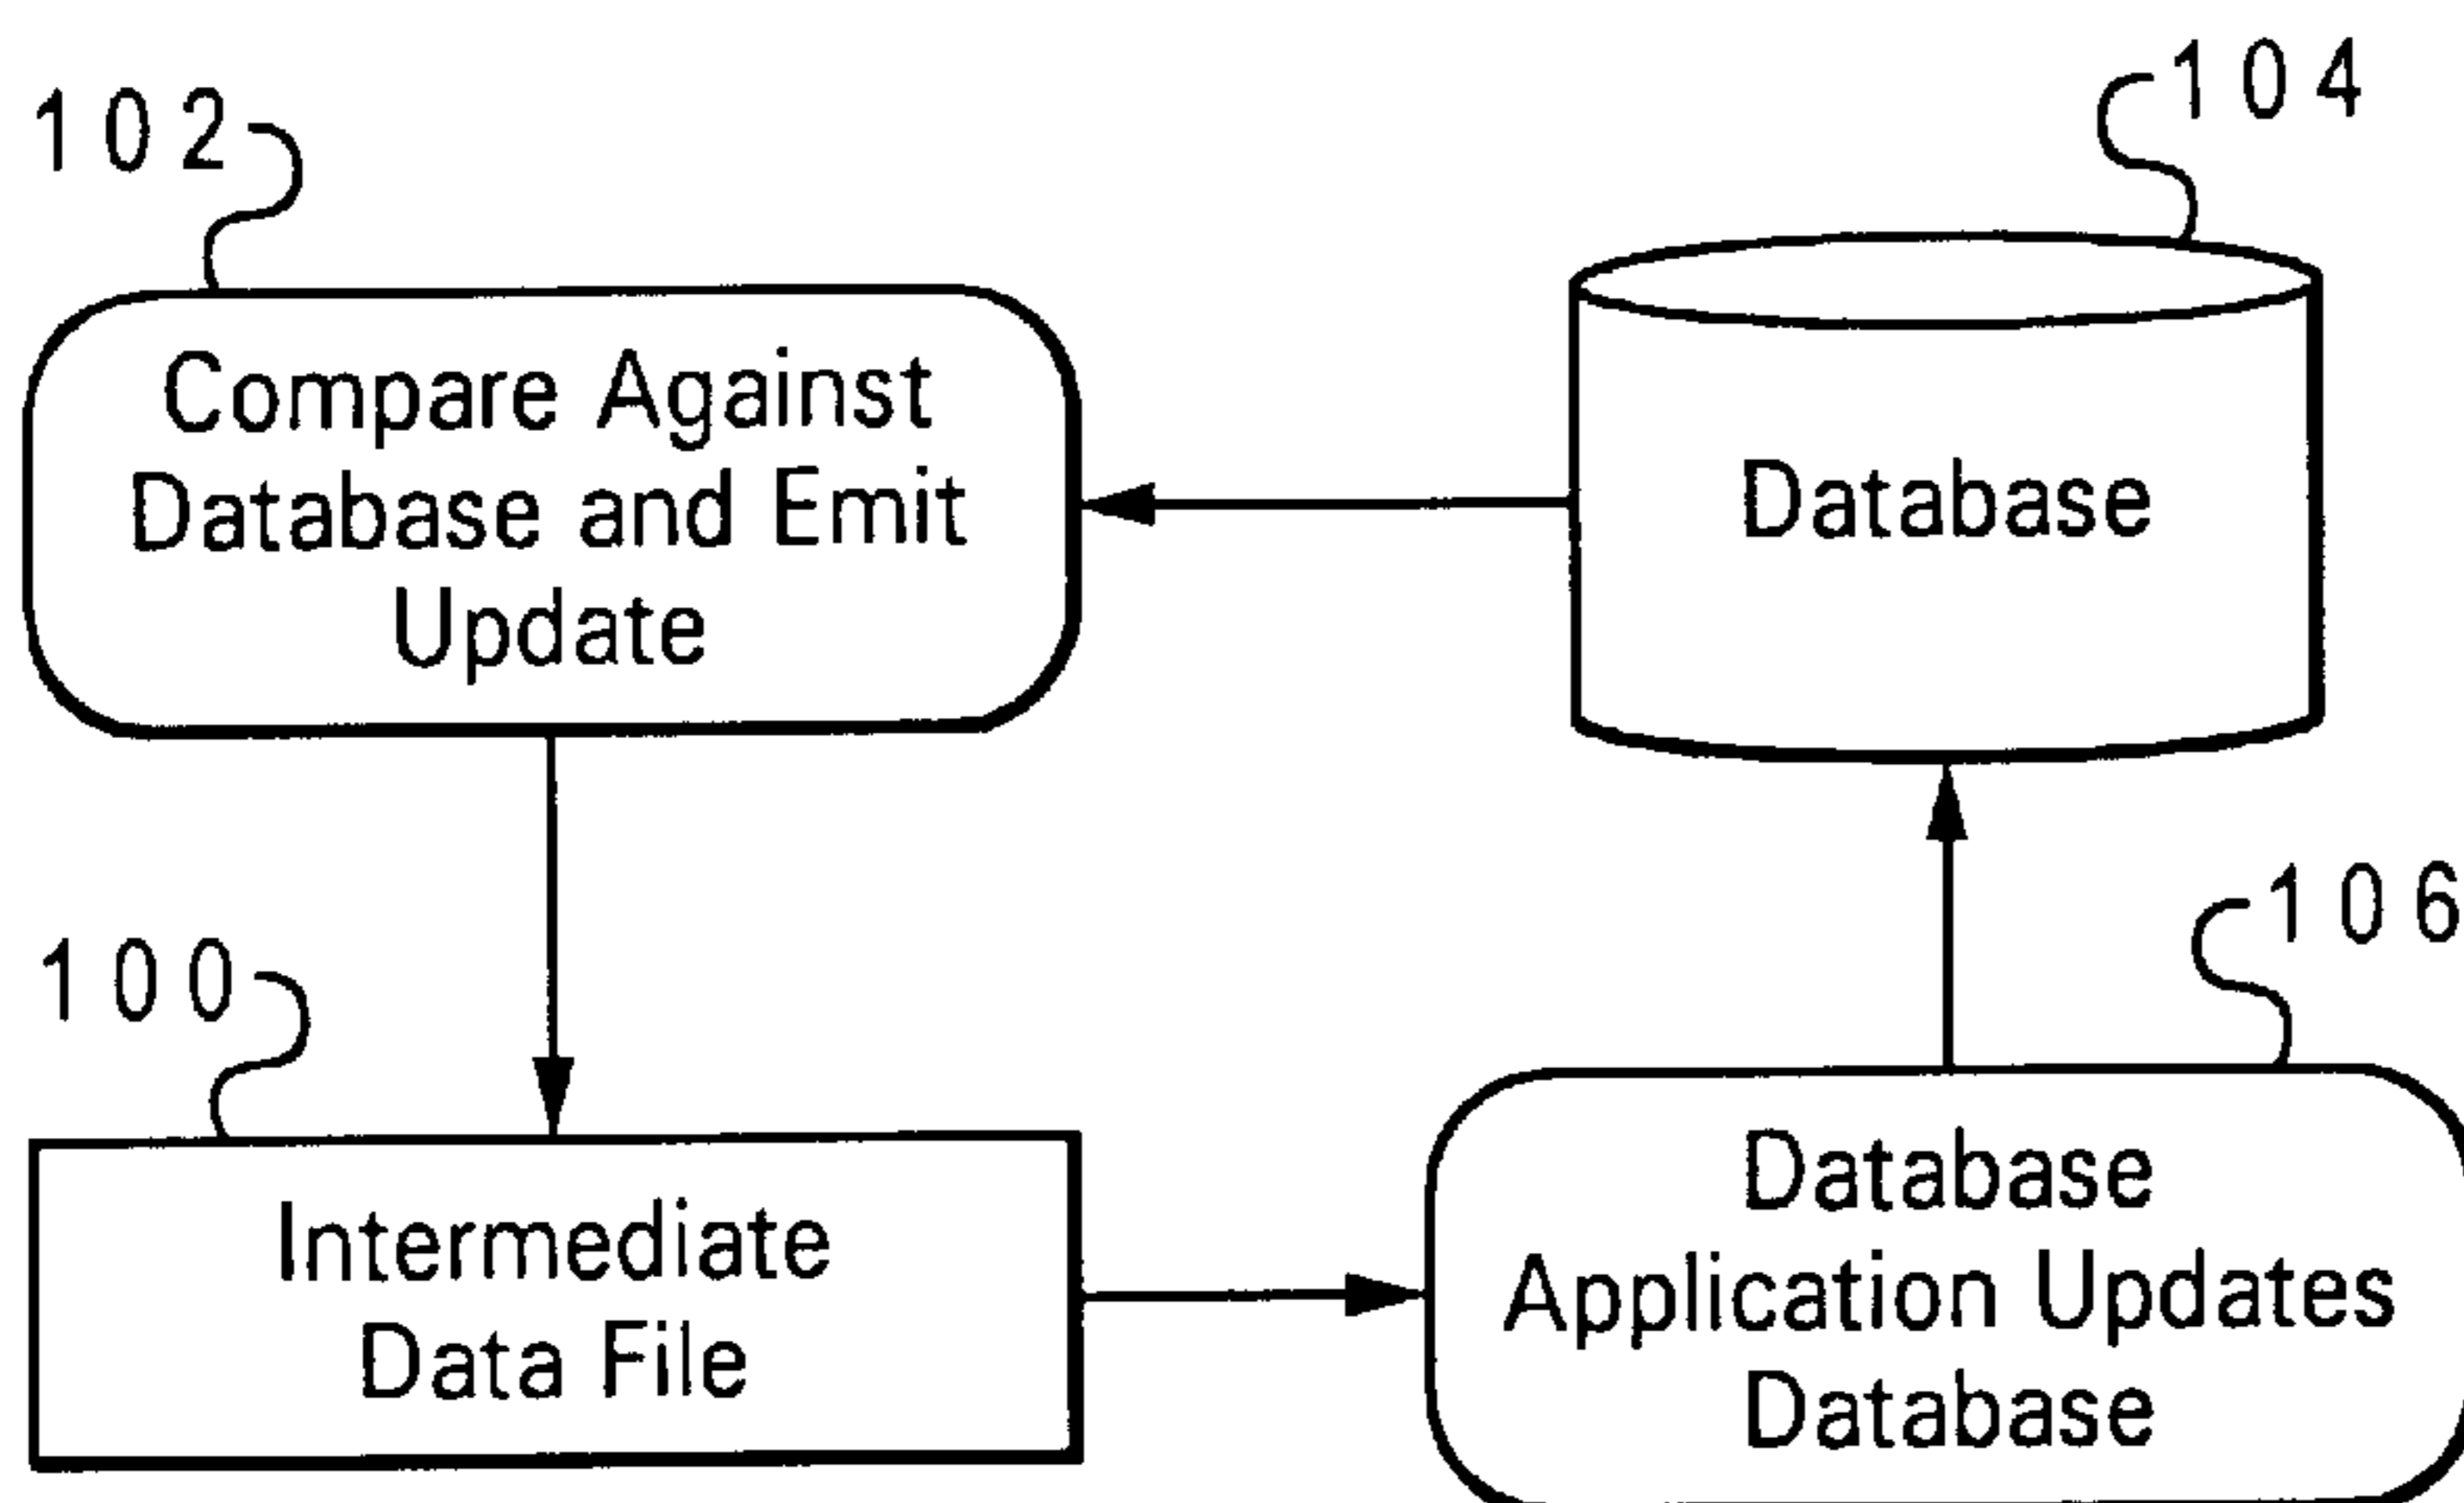 102
104
Compare Against
Database and Emit
Update
Database
100
106
Intermediate
Data File
Database
Application Updates
Database